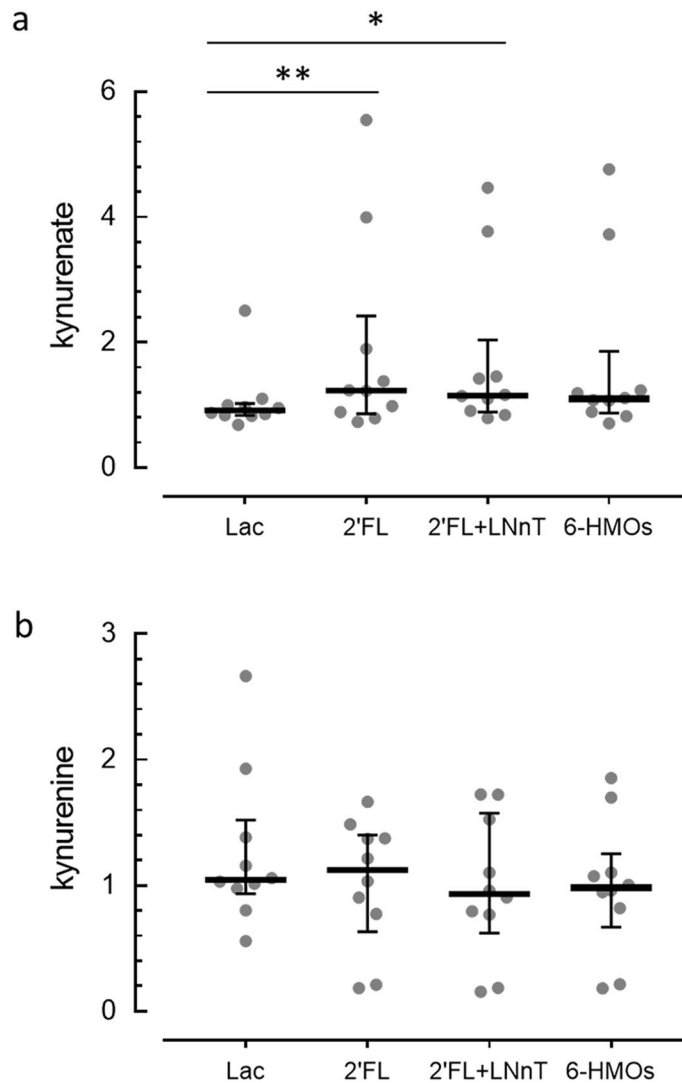 a
*
**
6
4
2
0
kynurenate
Lac 2'FL 2'FL+LNnT 6-HMOs
b
3
2
1
0
kynurenine
Lac 2'FL 2'FL+LNnT 6-HMOs